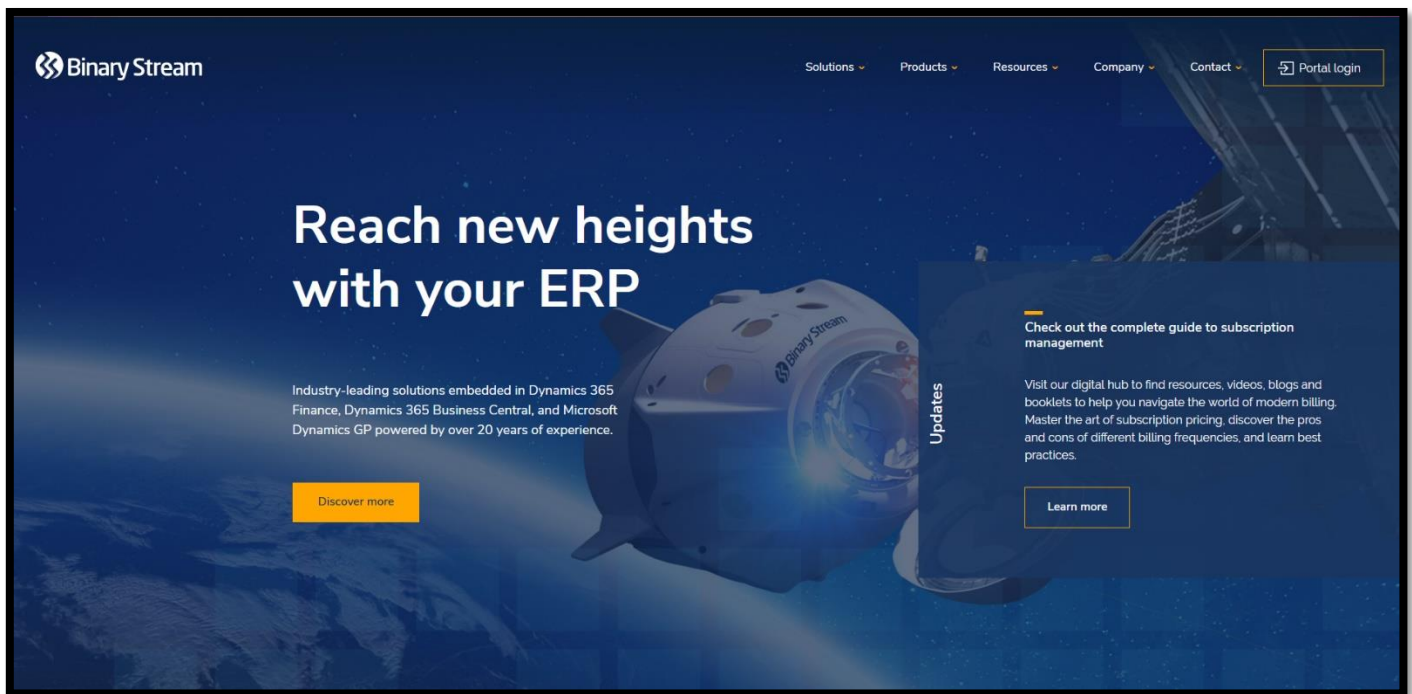 Binary Stream
Solutions
Products
Resources
Company
Contact
Portal login
Reach new heights
with your ERP
Industry-leading solutions embedded in Dynamics 365
Finance, Dynamics 365 Business Central, and Microsoft
Dynamics GP powered by over 20 years of experience.
Discover more
Binary Stream
Updates
Check out the complete guide to subscription
management
Visit our digital hub to find resources, videos, blogs and
booklets to help you navigate the world of modern billing.
Master the art of subscription pricing, discover the pros
and cons of different billing frequencies, and learn best
practices.
Learn more